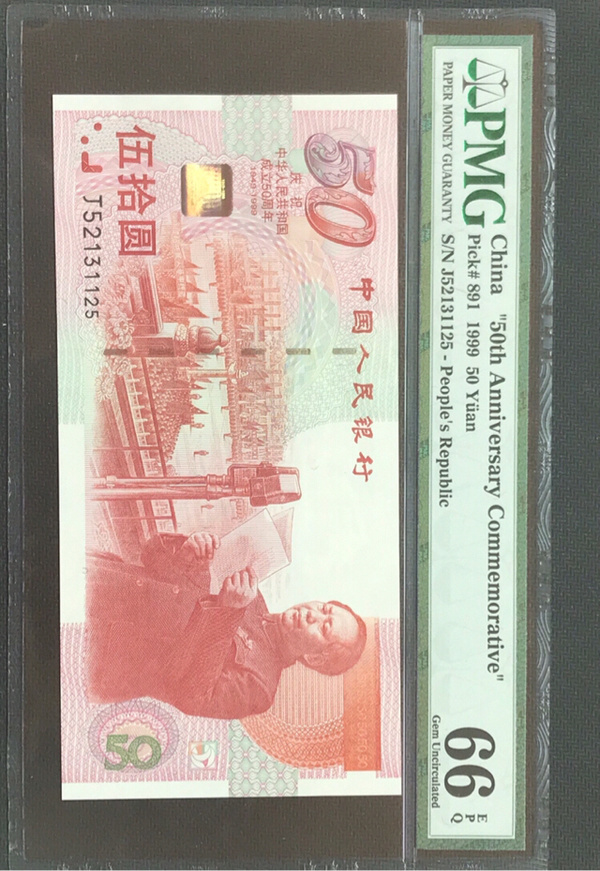 PMG
PAPER MONEY GUARANTY
China "50th Anniversary Commemorative"
Pick# 891 1999 50 Yüan
S/N J52131125 - People's Republic
66
EPQ
Gem Uncirculated
中国人民银行
50
庆祝
中华人民共和国
成立50周年
1949-1999
伍拾圆
J52131125
50